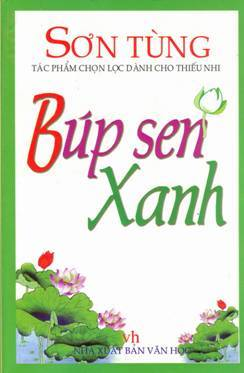 SƠN TÙNG
TÁC PHẨM CHỌN LỌC DÀNH CHO THIẾU NHI
Búp sen
Xanh
vh
NHÀ XUẤT BẢN VĂN HỌC